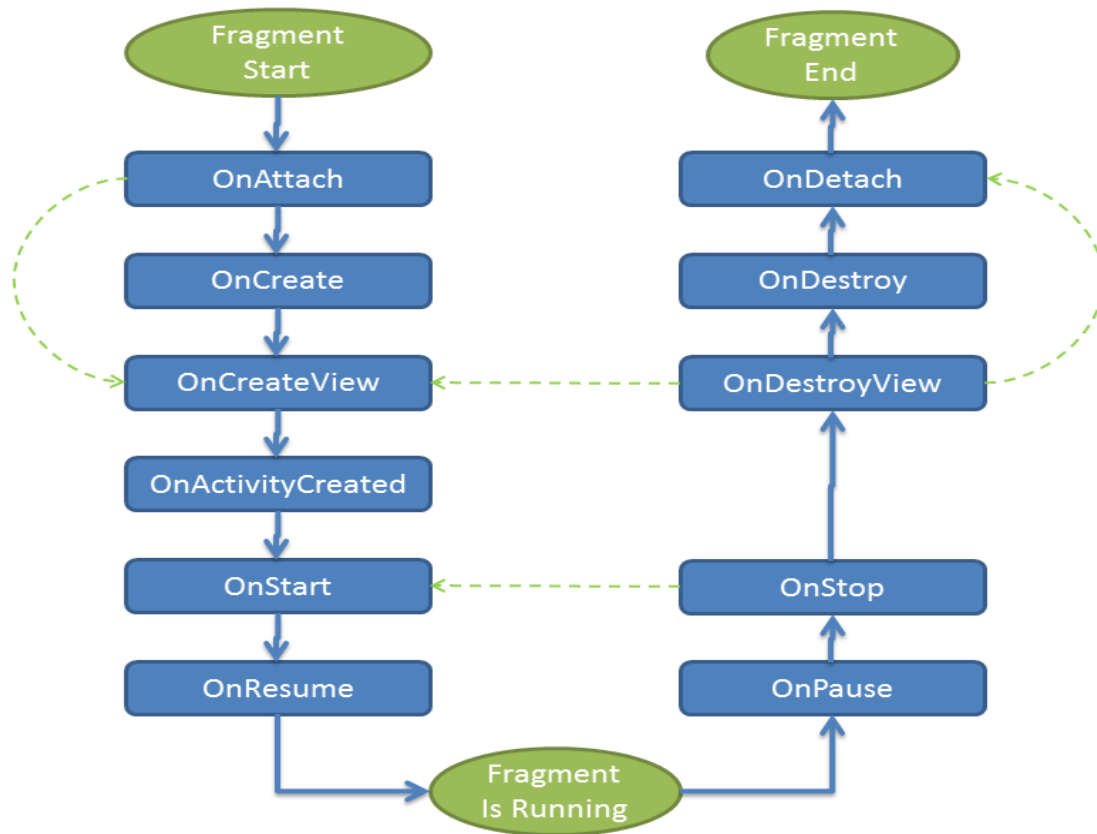 Fragment
Start
OnAttach
OnCreate
OnCreateView
OnActivityCreated
OnStart
OnResume
Fragment
Is Running
OnPause
OnStop
OnDestroyView
OnDestroy
OnDetach
Fragment
End